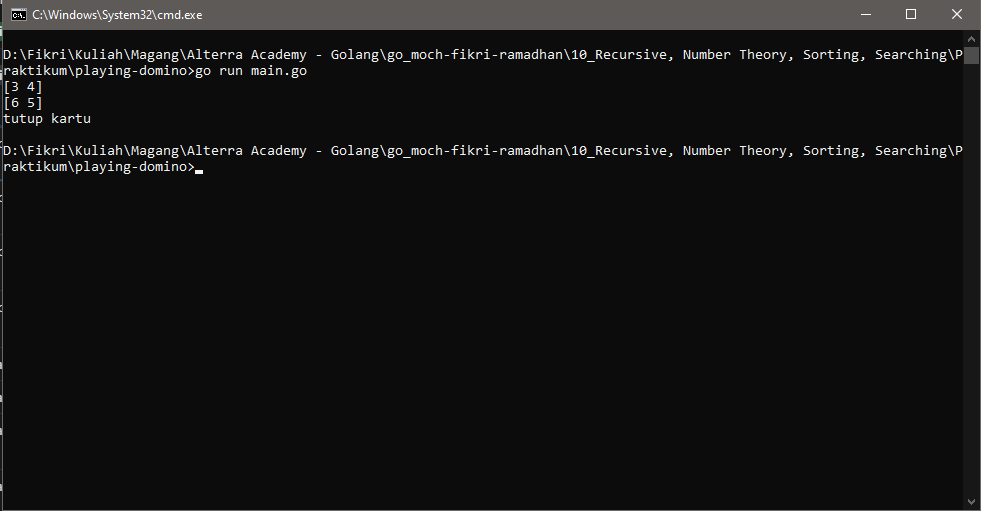 C:\Windows\System32\cmd.exe
D:\Fikri\Kuliah\Magang\Alterra Academy - Golang\go_moch-fikri-ramadhan\10_Recursive, Number Theory, Sorting, Searching\P
raktikum\playing-domino>go run main.go
[3 4]
[6 5]
tutup kartu
D:\Fikri\Kuliah\Magang\Alterra Academy - Golang\go_moch-fikri-ramadhan\10_Recursive, Number Theory, Sorting, Searching\P
raktikum\playing-domino>